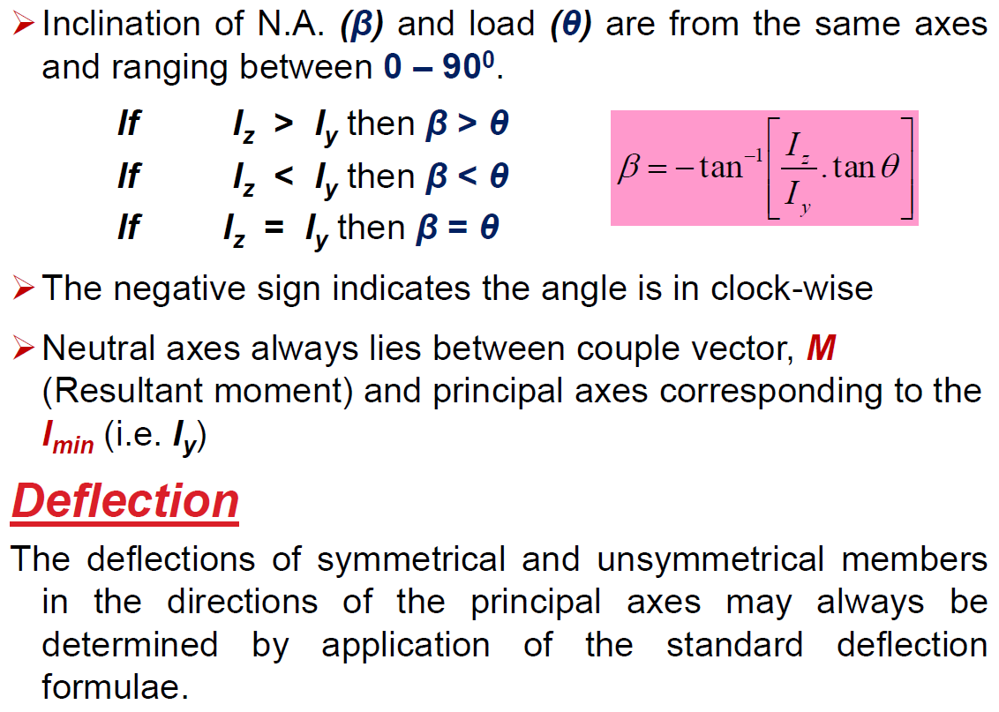 ➢ Inclination of N.A. (β) and load (θ) are from the same axes
and ranging between 0 – 90⁰.
If I_z > I_y then β > θ
If I_z < I_y then β < θ
If I_z = I_y then β = θ
β = − tan⁻¹ [ I_z / I_y . tan θ ]
➢ The negative sign indicates the angle is in clock-wise
➢ Neutral axes always lies between couple vector, M
(Resultant moment) and principal axes corresponding to the
I_min (i.e. I_y)
Deflection
The deflections of symmetrical and unsymmetrical members
in the directions of the principal axes may always be
determined by application of the standard deflection
formulae.